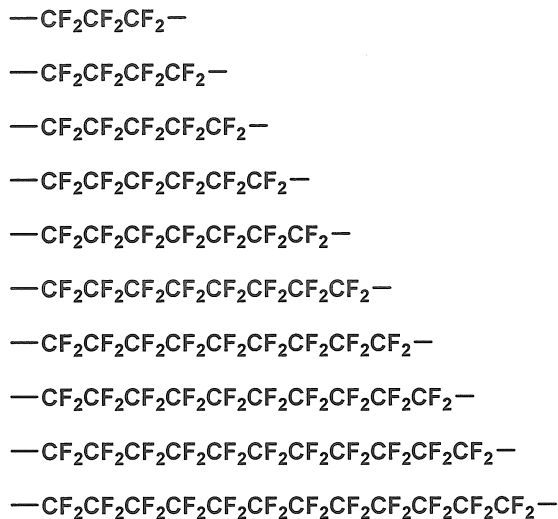 —CF₂CF₂CF₂—
—CF₂CF₂CF₂CF₂—
—CF₂CF₂CF₂CF₂CF₂—
—CF₂CF₂CF₂CF₂CF₂CF₂—
—CF₂CF₂CF₂CF₂CF₂CF₂CF₂—
—CF₂CF₂CF₂CF₂CF₂CF₂CF₂CF₂—
—CF₂CF₂CF₂CF₂CF₂CF₂CF₂CF₂CF₂—
—CF₂CF₂CF₂CF₂CF₂CF₂CF₂CF₂CF₂CF₂—
—CF₂CF₂CF₂CF₂CF₂CF₂CF₂CF₂CF₂CF₂CF₂—
—CF₂CF₂CF₂CF₂CF₂CF₂CF₂CF₂CF₂CF₂CF₂CF₂—